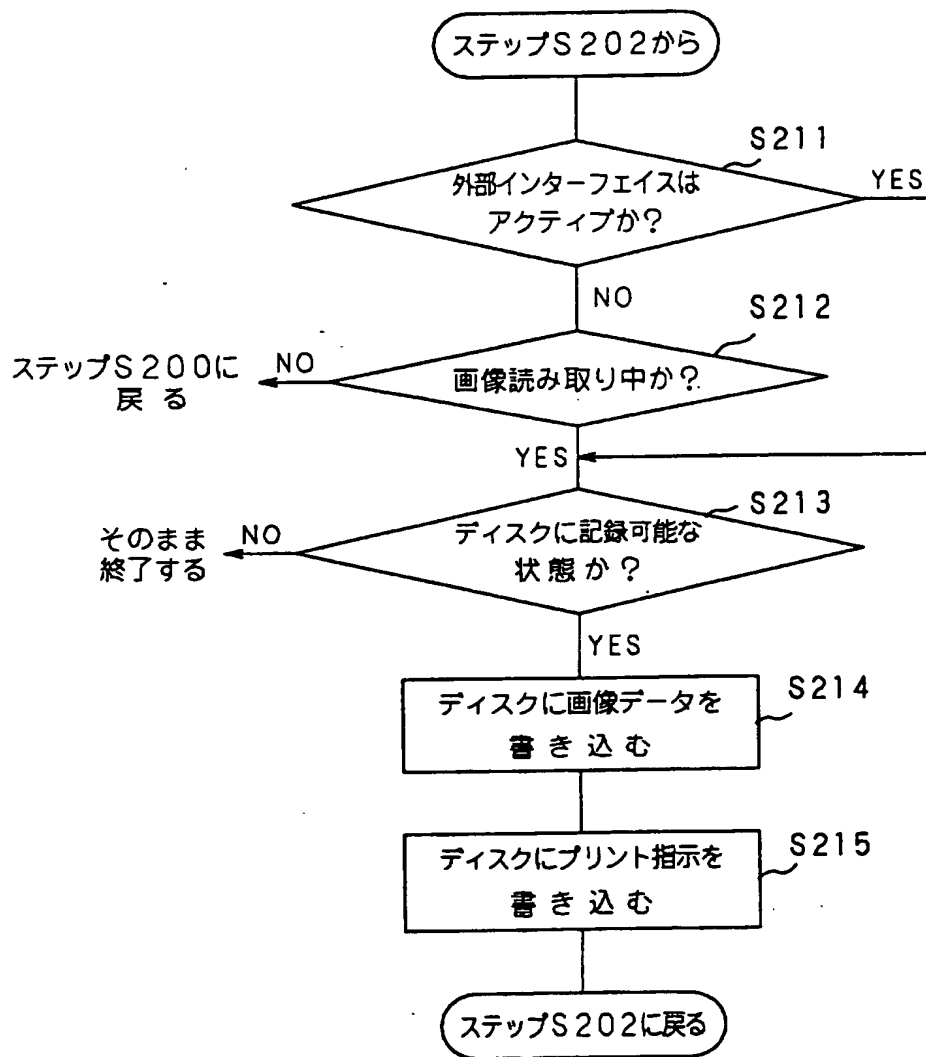 ステップS202から
S211
外部インターフェイスは
アクティブか?
YES
NO
S212
ステップS200に
戻る
NO
画像読み取り中か?
YES
S213
そのまま
終了する
NO
ディスクに記録可能な
状態か?
YES
S214
ディスクに画像データを
書き込む
S215
ディスクにプリント指示を
書き込む
ステップS202に戻る